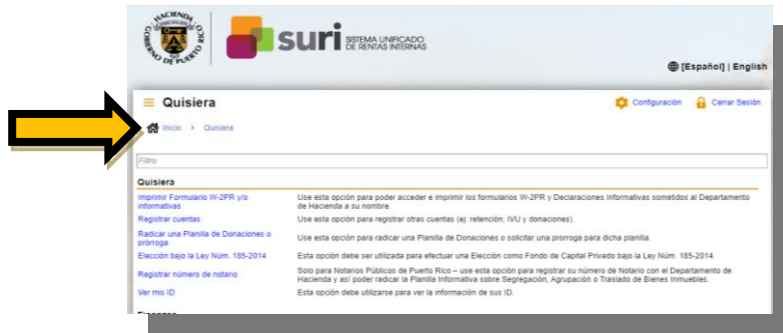 HACIENDA
GOBIERNO DE PUERTO RICO
suri SISTEMA UNIFICADO
DE RENTAS INTERNAS
[Español] | English
Quisiera
Configuración Cerrar Sesión
Inicio Quisiera
Filtro
Quisiera
Imprimir Formulario W-2PR y/o Use esta opción para poder acceder e imprimir los formularios W-2PR y Declaraciones Informativas sometidos al Departamento
informativas de Hacienda a su nombre.
Registrar cuentas Use esta opción para registrar otras cuentas (ej: retención, IVU y donaciones).
Radicar una Planilla de Donaciones o Use esta opción para radicar una Planilla de Donaciones o solicitar una prorroga para dicha planilla.
prórroga
Elección bajo la Ley Núm. 185-2014 Esta opción debe ser utilizada para efectuar una Elección como Fondo de Capital Privado bajo la Ley Núm. 185-2014.
Registrar número de notario Solo para Notarios Públicos de Puerto Rico – use esta opción para registrar su número de Notario con el Departamento de
Hacienda y así poder radicar la Planilla Informativa sobre Segregación, Agrupación o Traslado de Bienes Inmuebles.
Ver mis ID Esta opción debe utilizarse para ver la información de sus ID.